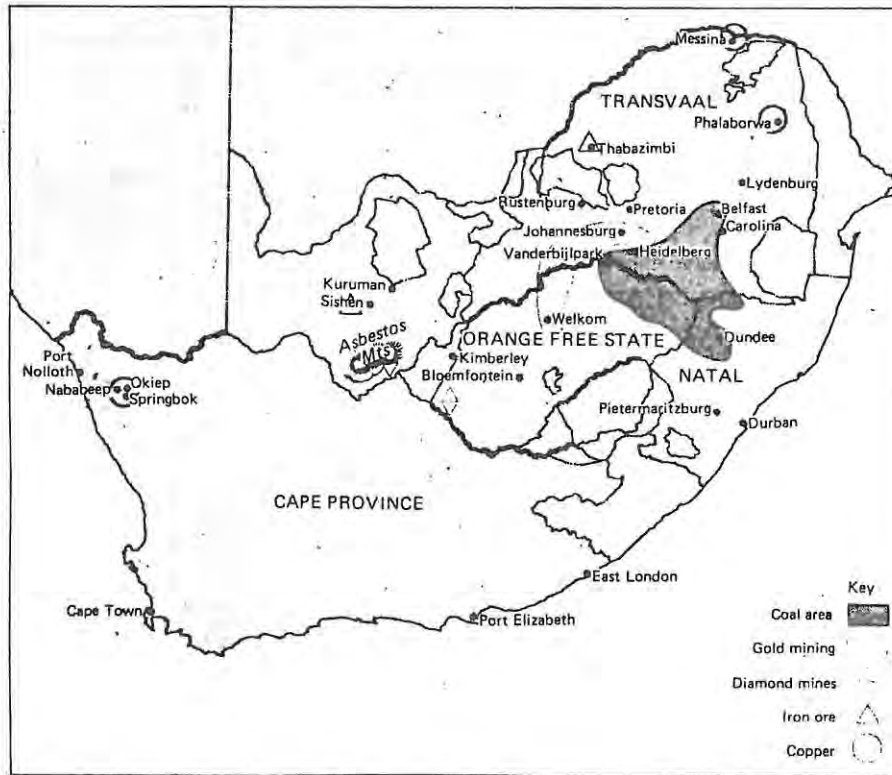 Messina
TRANSVAAL
Phalaborwa
Thabazimbi
Lydenburg
Rustenburg
Pretoria
Belfast
Carolina
Johannesburg
Vanderbijlpark
Heidelberg
Kuruman
Sishen
Asbestos
Mts
Welkom
ORANGE FREE STATE
Dundee
Kimberley
Bloemfontein
NATAL
Port
Nolloth
Nababeep
Okiep
Springbok
Pietermaritzburg
Durban
CAPE PROVINCE
East London
Cape Town
Port Elizabeth
Key
Coal area
Gold mining
Diamond mines
Iron ore
Copper